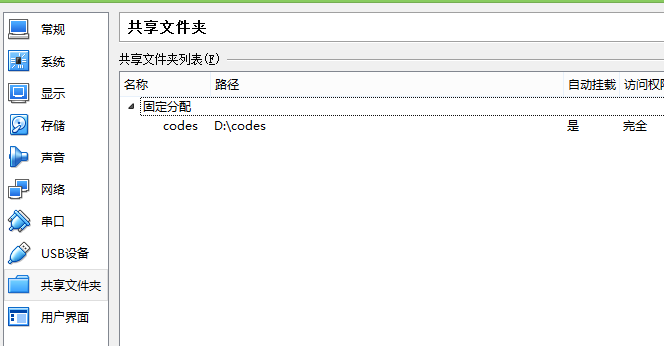 常规
系统
显示
存储
声音
网络
串口
USB设备
共享文件夹
用户界面
共享文件夹
共享文件夹列表(F)
名称 路径 自动挂载 访问权限
固定分配
codes D:\codes 是 完全